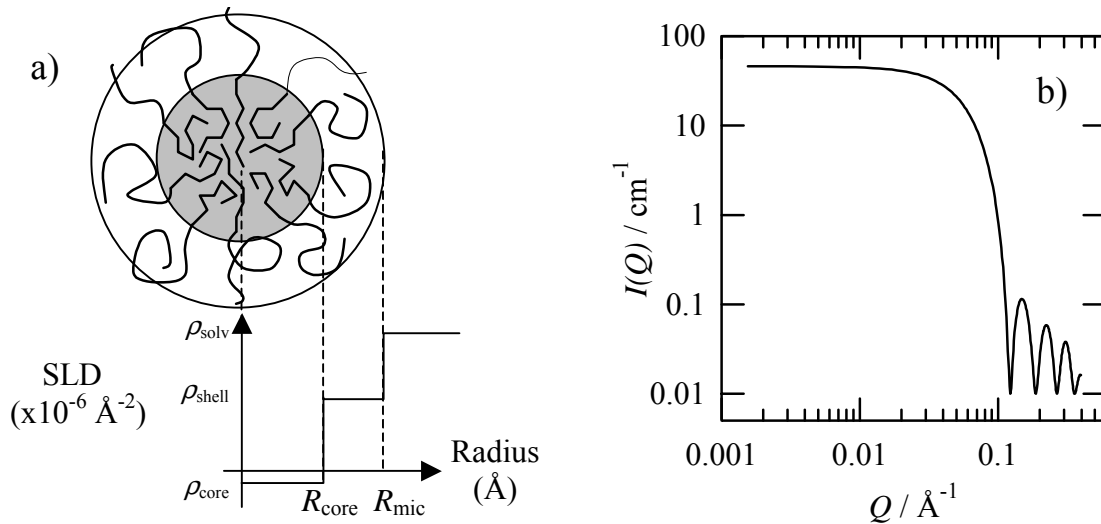 a)
ρsolv
SLD
(x10⁻⁶ Å⁻²)
ρshell
ρcore
Rcore
Rmic
Radius
(Å)
b)
I(Q) / cm⁻¹
100
10
1
0.1
0.01
0.001
0.01
0.1
Q / Å⁻¹